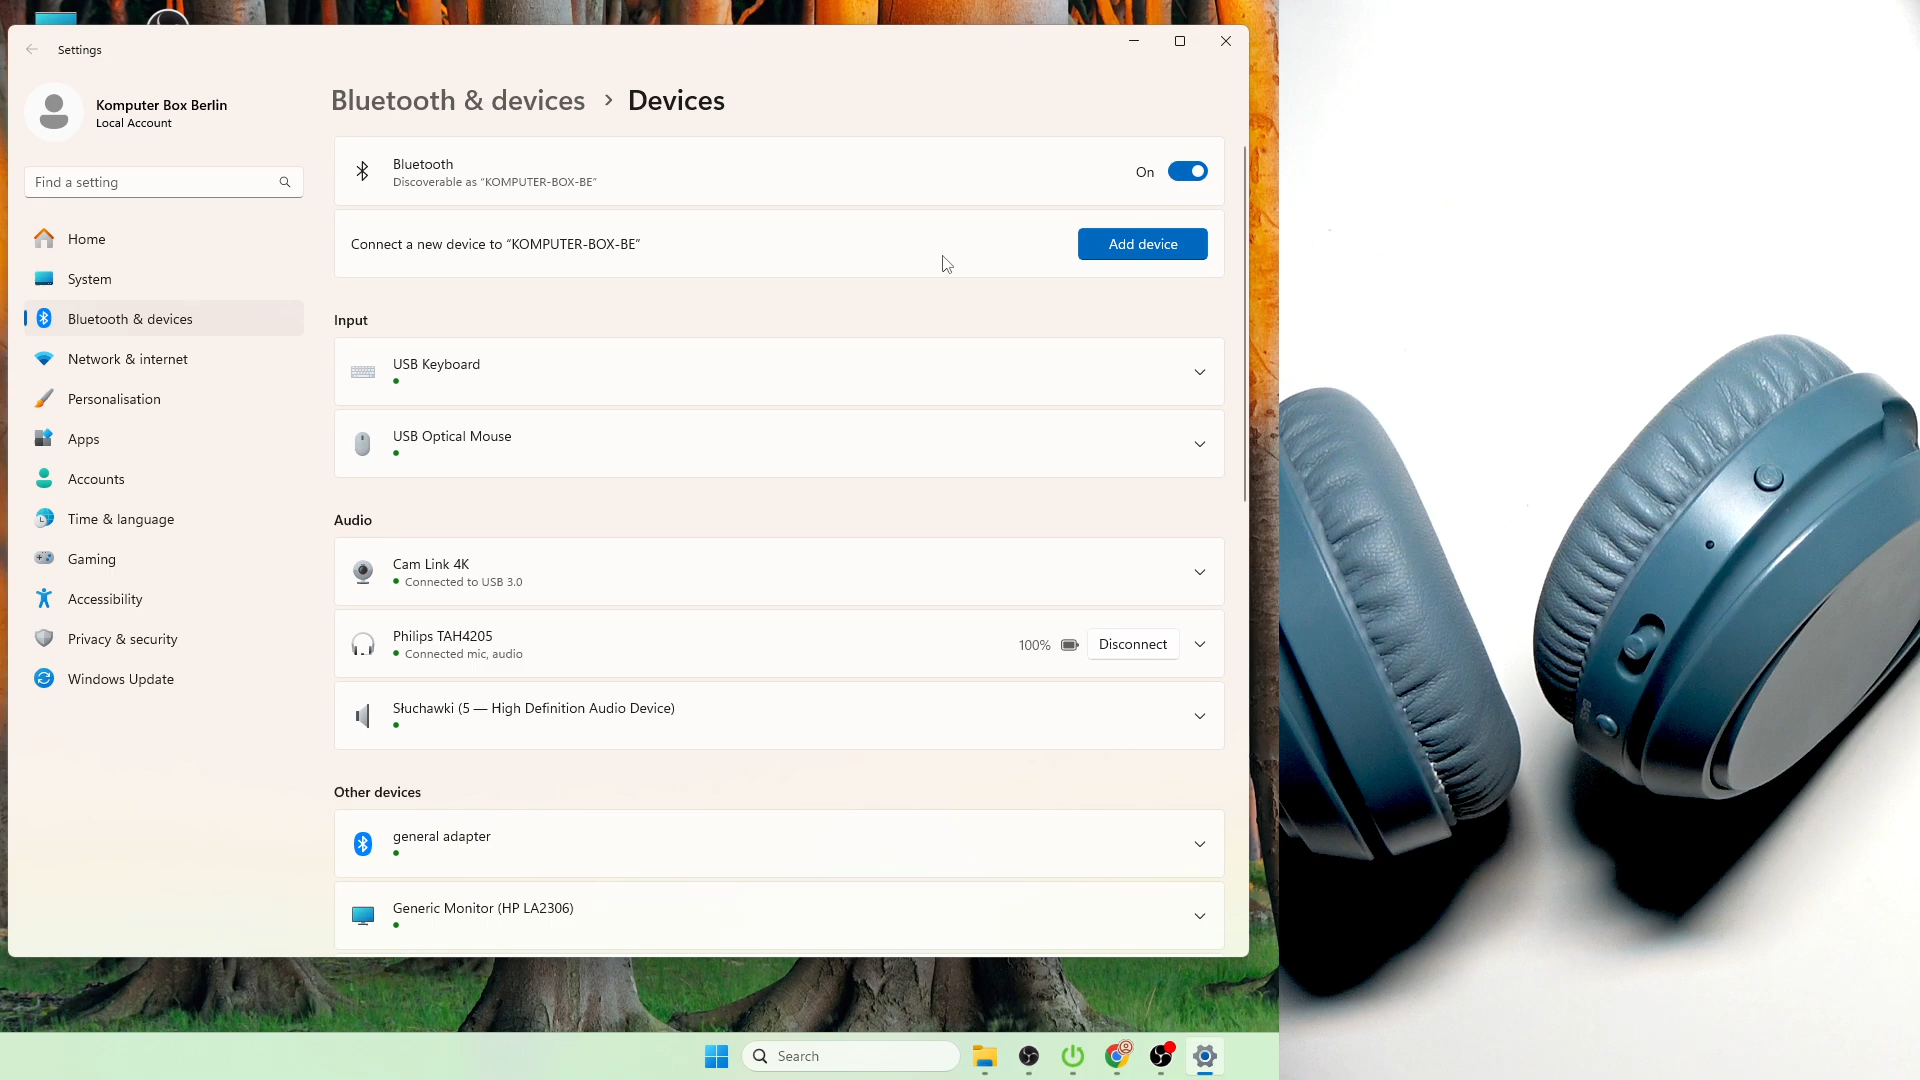 Settings
Komputer Box Berlin
Local Account
Find a setting
Home
System
Bluetooth & devices
Network & internet
Personalisation
Apps
Accounts
Time & language
Gaming
Accessibility
Privacy & security
Windows Update
Bluetooth & devices › Devices
Bluetooth
Discoverable as “KOMPUTER-BOX-BE”
On
Connect a new device to “KOMPUTER-BOX-BE”
Add device
Input
USB Keyboard
USB Optical Mouse
Audio
Cam Link 4K
Connected to USB 3.0
Philips TAH4205
Connected mic, audio
100%
Disconnect
Słuchawki (5 — High Definition Audio Device)
Other devices
general adapter
Generic Monitor (HP LA2306)
Search
BASS